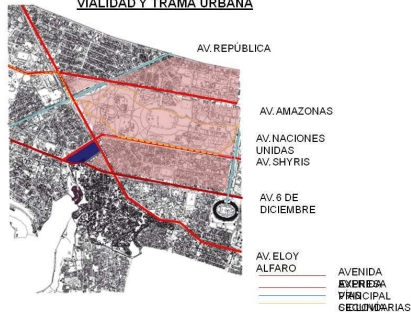 VIALIDAD Y TRAMA URBANA
AV. REPÚBLICA
AV. AMAZONAS
AV. NACIONES
UNIDAS
AV. SHYRIS
AV. 6 DE
DICIEMBRE
AV. ELOY
ALFARO
AVENIDA
PRINCIPAL